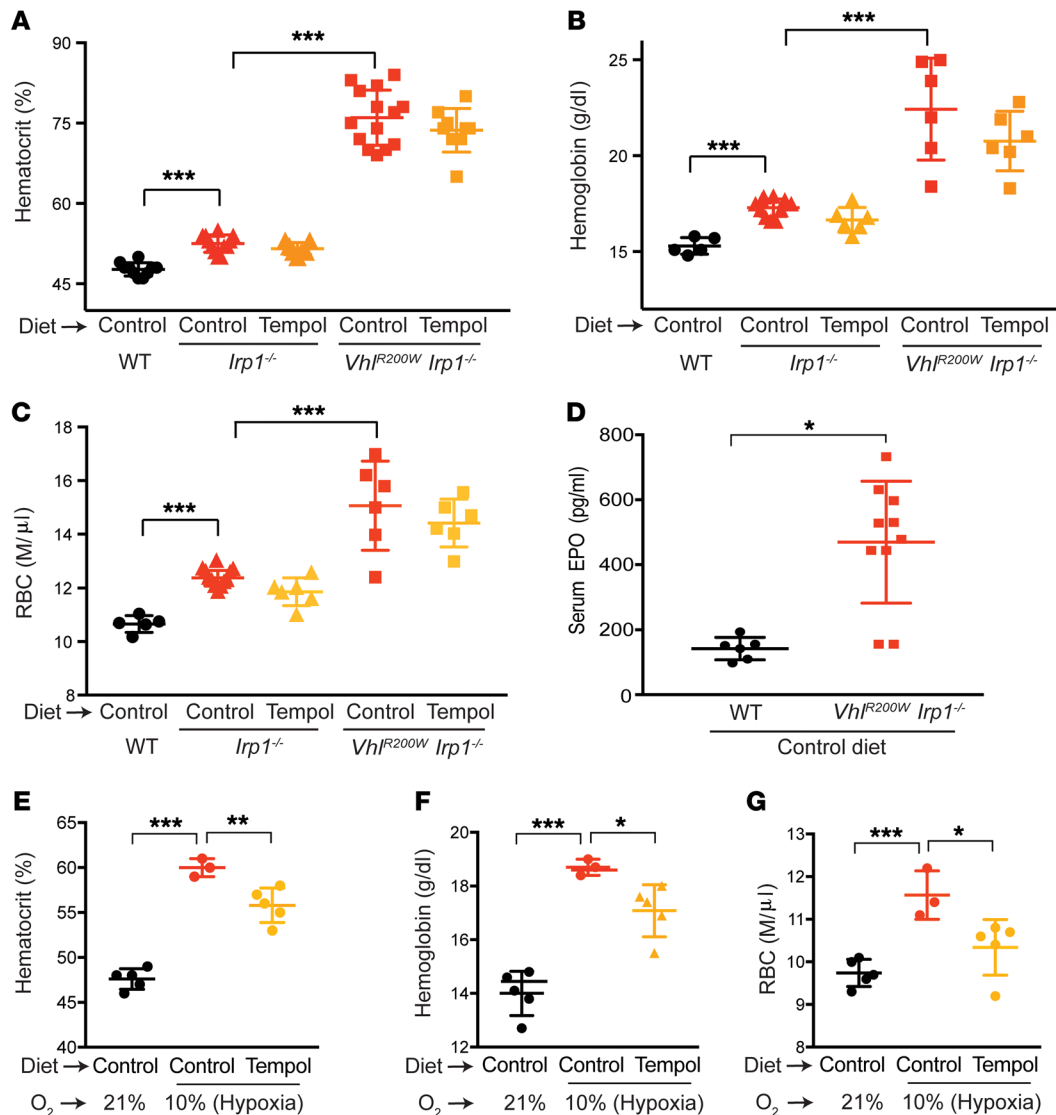 A
Hematocrit (%)
90
75
60
45
***
***
Diet → Control Control Tempol Control Tempol
WT Irp1-/- VhlR200W Irp1-/-
B
Hemoglobin (g/dl)
25
20
15
***
***
Diet → Control Control Tempol Control Tempol
WT Irp1-/- VhlR200W Irp1-/-
C
RBC (M/µl)
18
16
14
12
10
8
***
***
Diet → Control Control Tempol Control Tempol
WT Irp1-/- VhlR200W Irp1-/-
D
Serum EPO (pg/ml)
800
600
400
200
0
*
WT VhlR200W Irp1-/-
Control diet
E
Hematocrit (%)
65
60
55
50
45
40
*** **
Diet → Control Control Tempol
O2 → 21% 10% (Hypoxia)
F
Hemoglobin (g/dl)
20
18
16
14
12
*** *
Diet → Control Control Tempol
O2 → 21% 10% (Hypoxia)
G
RBC (M/µl)
13
12
11
10
9
8
*** *
Diet → Control Control Tempol
O2 → 21% 10% (Hypoxia)